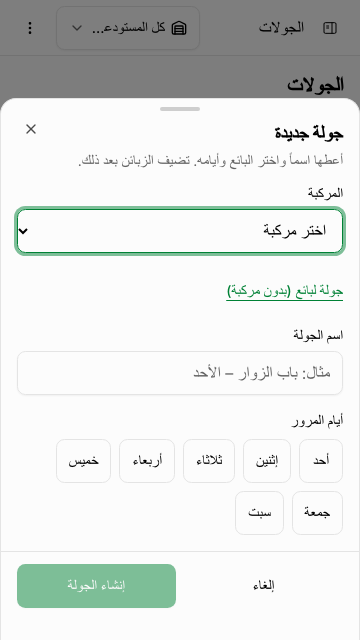 الجولات
كل المستودعـ...
الجولات
جولة جديدة
أعطها اسماً واختر البائع وأيامه. تضيف الزبائن بعد ذلك.
المركبة
اختر مركبة
جولة لبائع (بدون مركبة)
اسم الجولة
مثال: باب الزوار – الأحد
أيام المرور
أحد
إثنين
ثلاثاء
أربعاء
خميس
جمعة
سبت
إلغاء
إنشاء الجولة